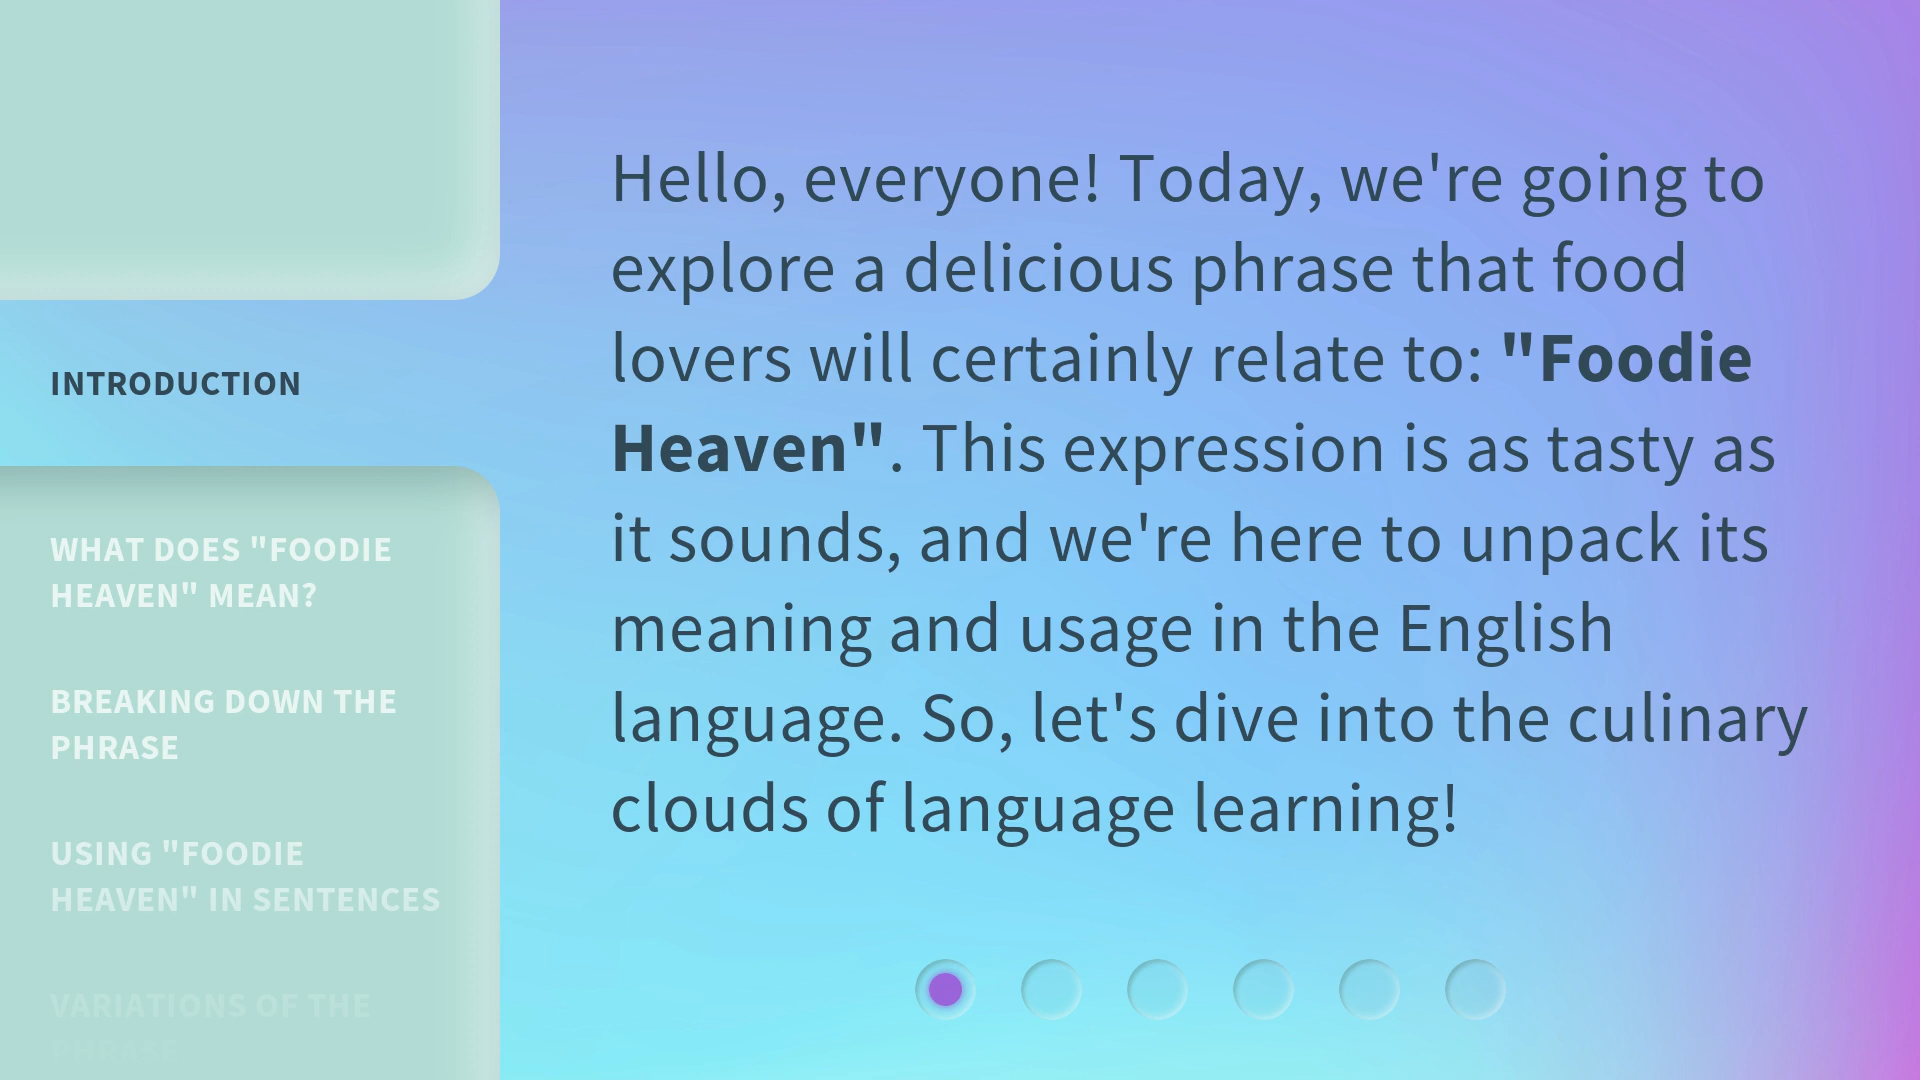 INTRODUCTION
WHAT DOES "FOODIE
HEAVEN" MEAN?
BREAKING DOWN THE
PHRASE
USING "FOODIE
HEAVEN" IN SENTENCES
VARIATIONS OF THE
PHRASE
Hello, everyone! Today, we're going to
explore a delicious phrase that food
lovers will certainly relate to: "Foodie
Heaven". This expression is as tasty as
it sounds, and we're here to unpack its
meaning and usage in the English
language. So, let's dive into the culinary
clouds of language learning!